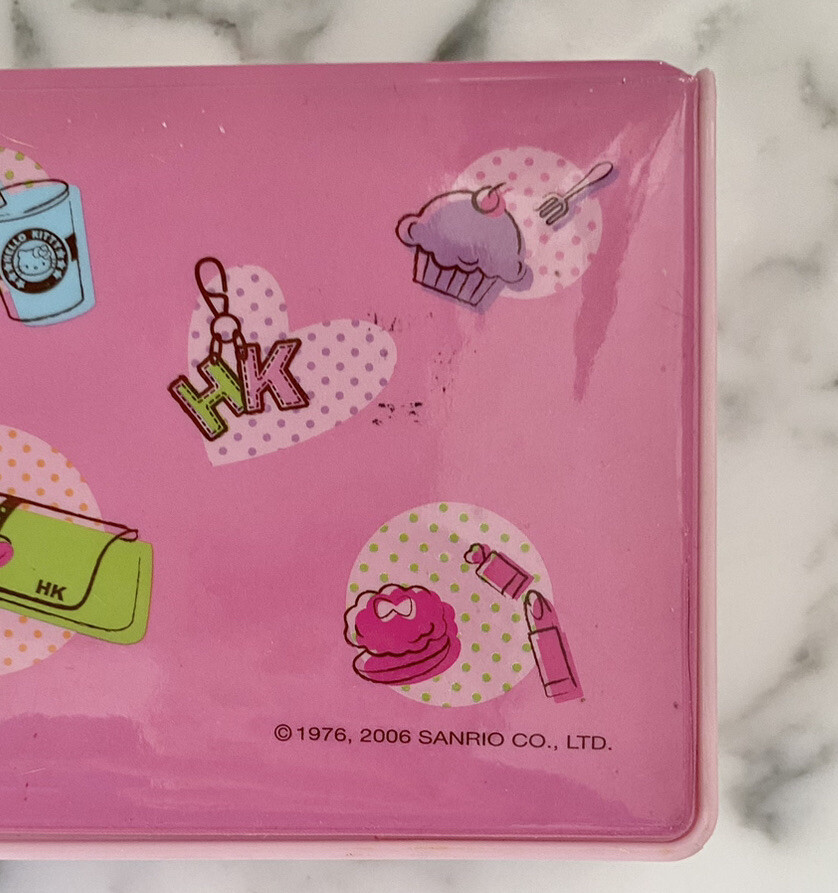 HELLO KITTY
HK
HK
© 1976, 2006 SANRIO CO., LTD.